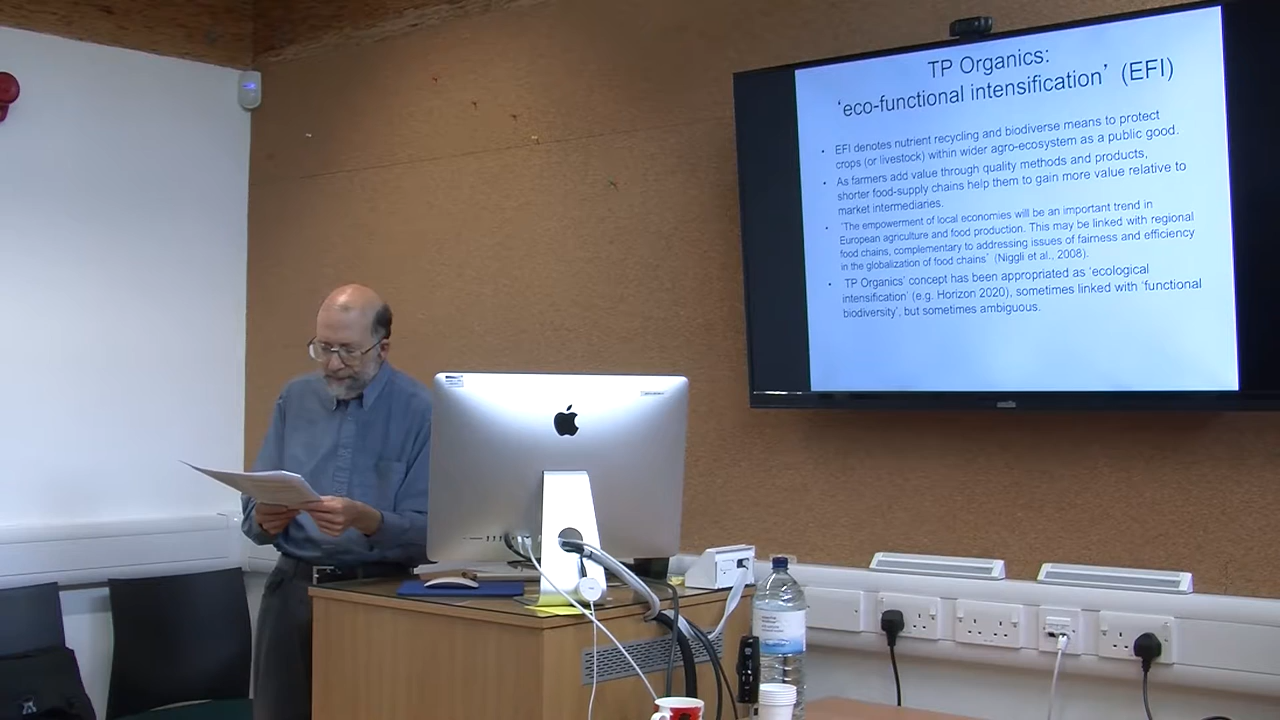 TP Organics:
‘eco-functional intensification’ (EFI)
• EFI denotes nutrient recycling and biodiverse means to protect
crops (or livestock) within wider agro-ecosystem as a public good.
• As farmers add value through quality methods and products,
shorter food-supply chains help them to gain more value relative to
market intermediaries.
• ‘The empowerment of local economies will be an important trend in
European agriculture and food production. This may be linked with regional
food chains, complementary to addressing issues of fairness and efficiency
in the globalization of food chains’ (Niggli et al., 2008).
• TP Organics’ concept has been appropriated as ‘ecological
intensification’ (e.g. Horizon 2020), sometimes linked with ‘functional
biodiversity’, but sometimes ambiguous.